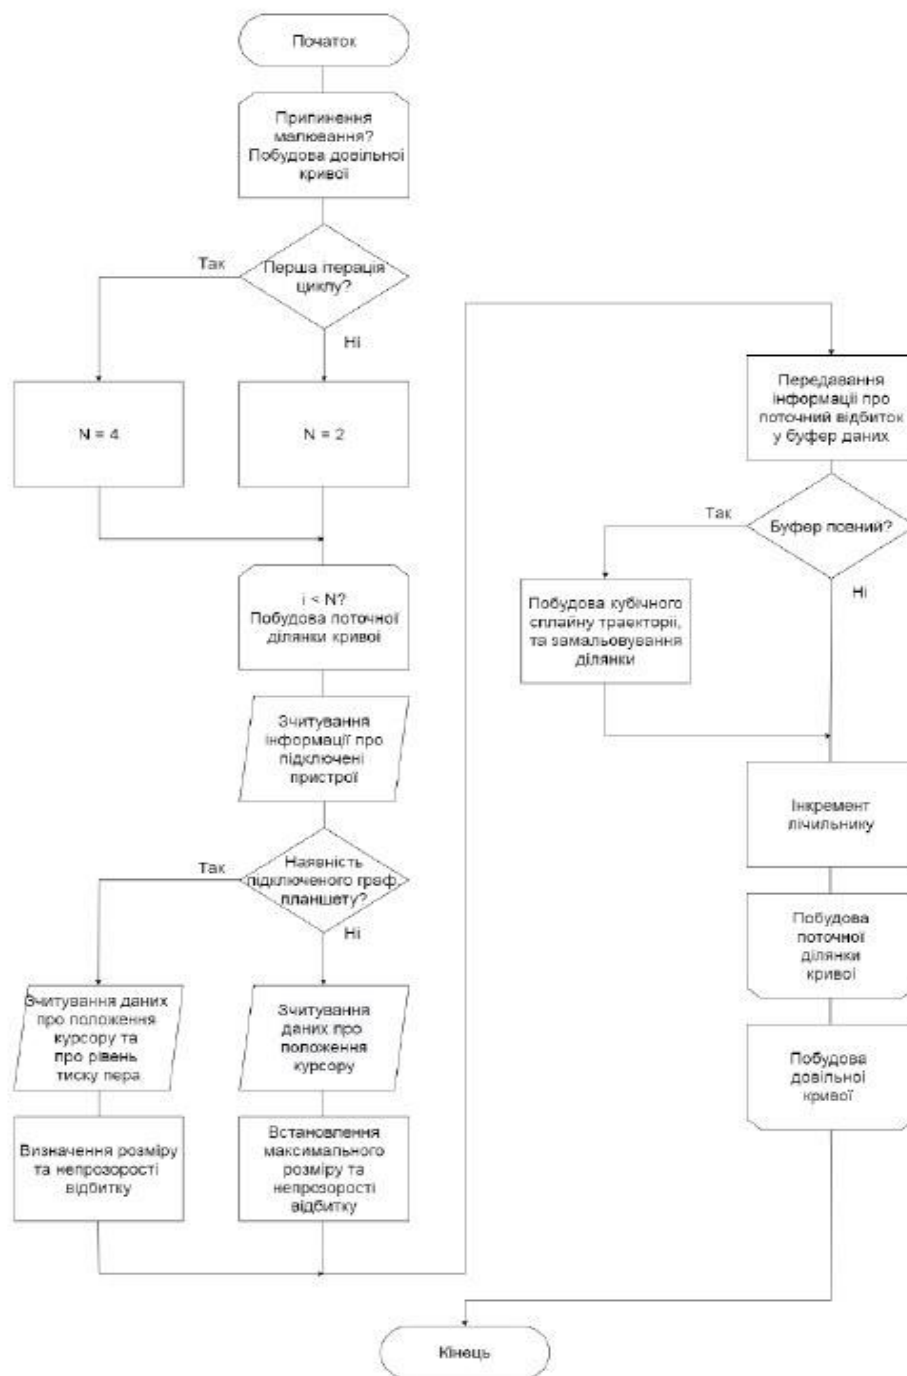 Початок
Припинення
малювання?
Побудова довільної
кривої
Так
Перша ітерація
циклу?
Ні
N = 4
N = 2
i < N?
Побудова поточної
ділянки кривої
Зчитування
інформації про
підключені
пристрої
Так
Наявність
підключеного граф.
планшету?
Ні
Зчитування даних
про положення
курсору та
про рівень
тиску пера
Зчитування
даних про
положення
курсору
Визначення розміру
та непрозорості
відбитку
Встановлення
максимального
розміру та
непрозорості
відбитку
Передавання
інформації про
поточний відбиток
у буфер даних
Так
Буфер повний?
Ні
Побудова кубічного
сплайну траекторії,
та замальовування
ділянки
Інкремент
лічильнику
Побудова
поточної
ділянки
кривої
Побудова
довільної
кривої
Кінець